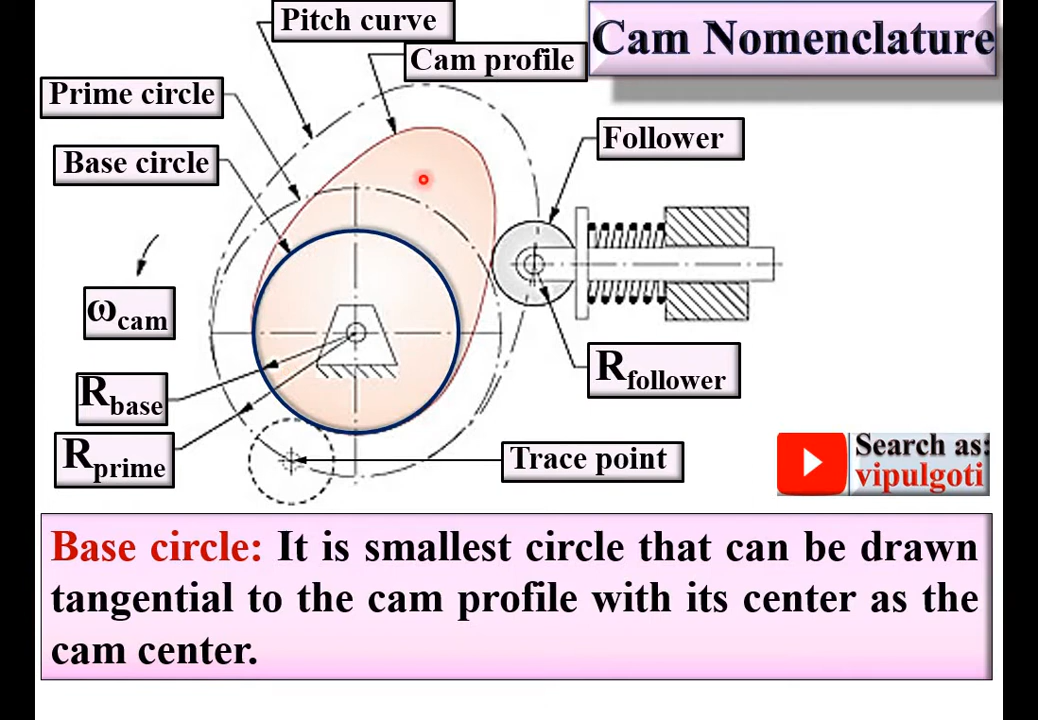 Pitch curve
Cam Nomenclature
Cam profile
Prime circle
Base circle
Follower
ωcam
Rbase
Rfollower
Rprime
Trace point
Search as:
vipulgoti
Base circle: It is smallest circle that can be drawn
tangential to the cam profile with its center as the
cam center.